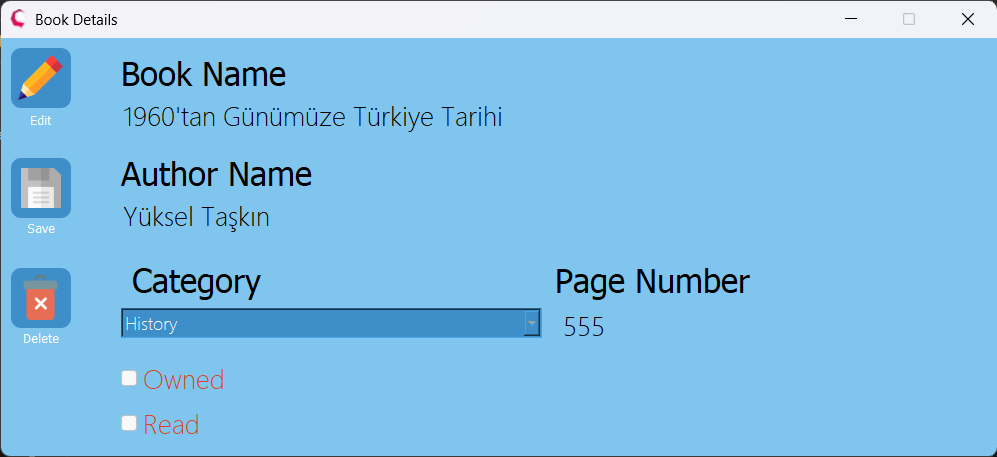 Book Details
Edit
Book Name
1960'tan Günümüze Türkiye Tarihi
Save
Author Name
Yüksel Taşkın
Delete
Category
Page Number
History
555
Owned
Read